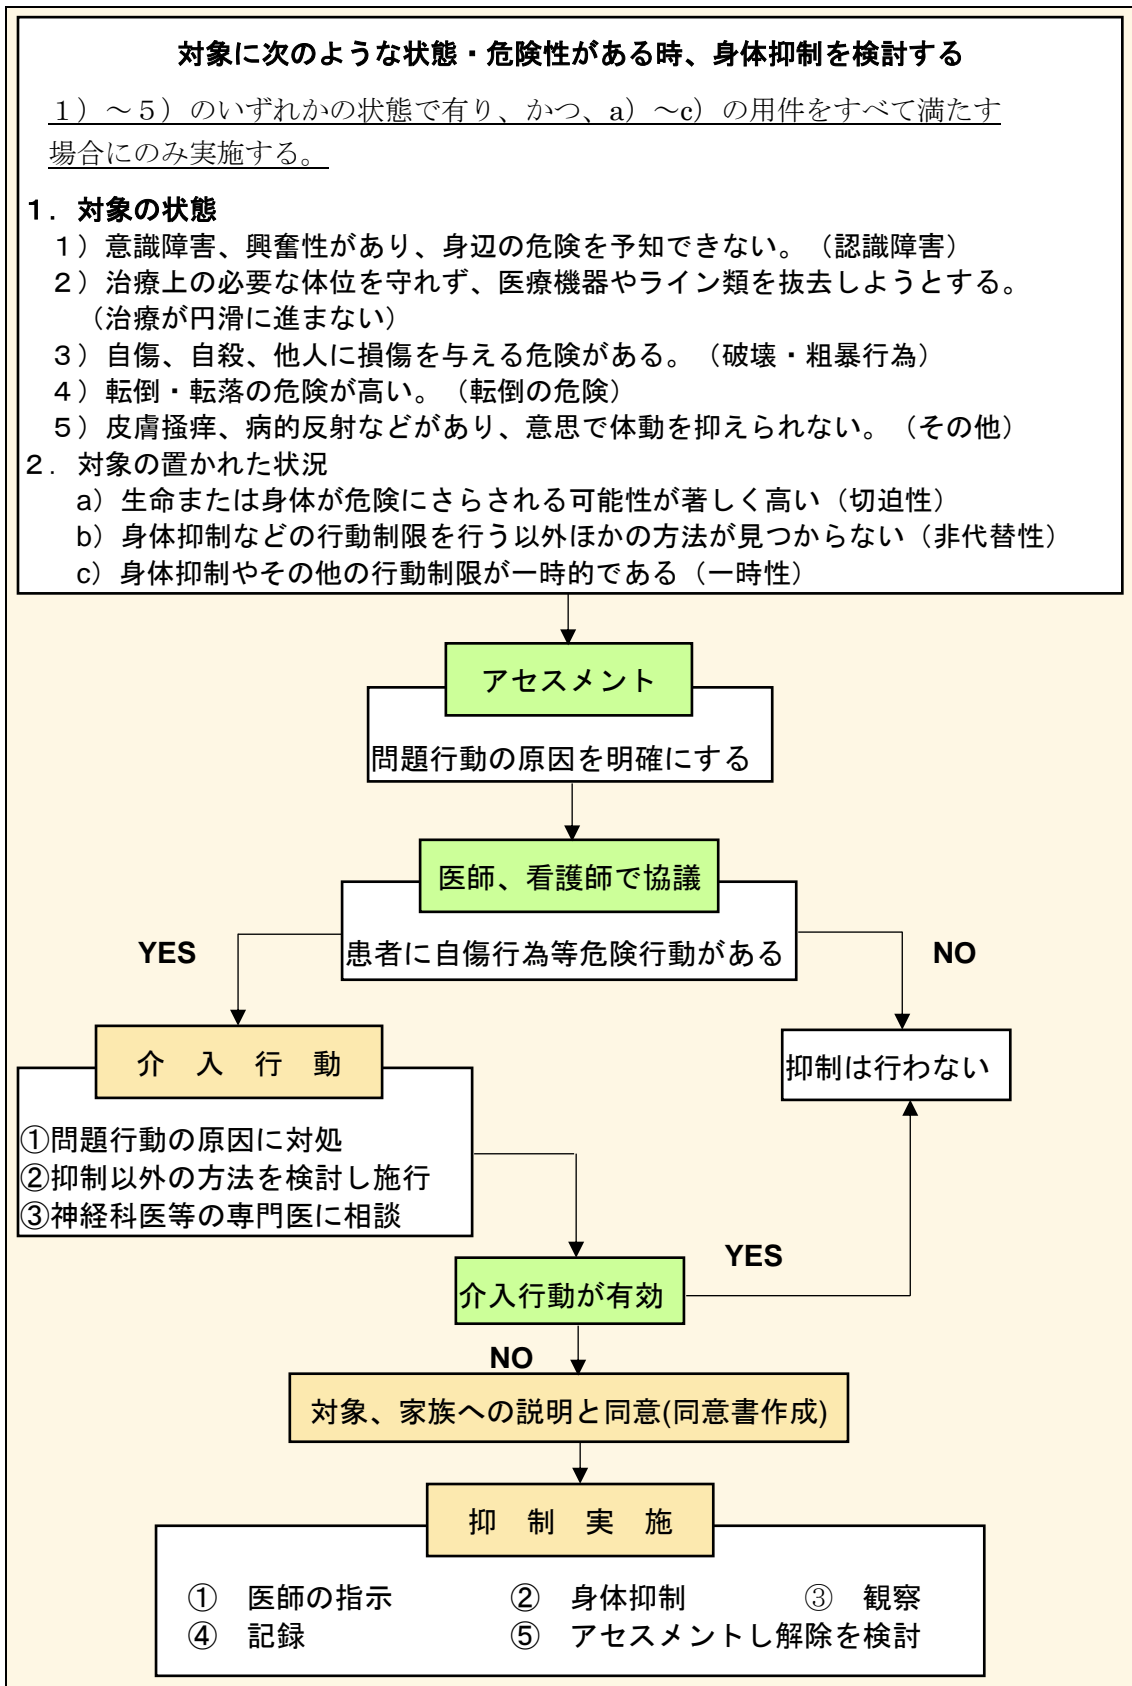 対象に次のような状態・危険性がある時、身体抑制を検討する
1）～5）のいずれかの状態で有り、かつ、a）～c）の用件をすべて満たす
場合にのみ実施する。
1．対象の状態
1）意識障害、興奮性があり、身辺の危険を予知できない。（認識障害）
2）治療上の必要な体位を守れず、医療機器やライン類を抜去しようとする。
（治療が円滑に進まない）
3）自傷、自殺、他人に損傷を与える危険がある。（破壊・粗暴行為）
4）転倒・転落の危険が高い。（転倒の危険）
5）皮膚掻痒、病的反射などがあり、意思で体動を抑えられない。（その他）
2．対象の置かれた状況
a）生命または身体が危険にさらされる可能性が著しく高い（切迫性）
b）身体抑制などの行動制限を行う以外ほかの方法が見つからない（非代替性）
c）身体抑制やその他の行動制限が一時的である（一時性）
アセスメント
問題行動の原因を明確にする
医師、看護師で協議
患者に自傷行為等危険行動がある
YES
NO
介　入　行　動
抑制は行わない
①問題行動の原因に対処
②抑制以外の方法を検討し施行
③神経科医等の専門医に相談
YES
介入行動が有効
NO
対象、家族への説明と同意(同意書作成)
抑　制　実　施
①　医師の指示　②　身体抑制　③　観察
④　記録　⑤　アセスメントし解除を検討